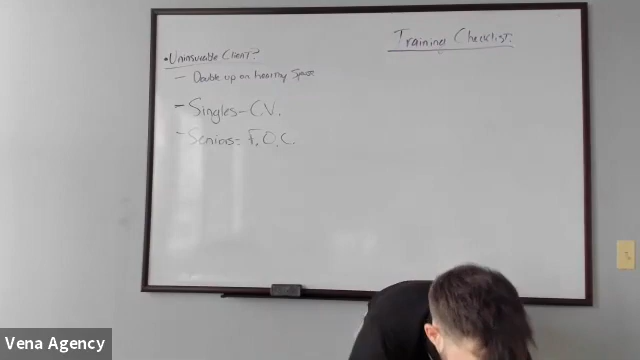 Training Checklist:
• Uninsurable Client?
— Double up on healthy Spouse
— Singles - C.V.
— Seniors = F.O.C.
Vena Agency